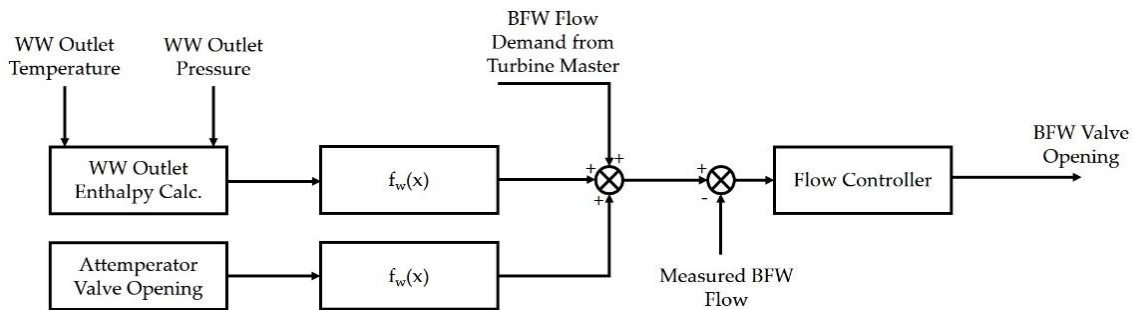 BFW Flow
Demand from
Turbine Master
WW Outlet
Temperature
WW Outlet
Pressure
WW Outlet
Enthalpy Calc.
fw(x)
+
+
+
+
-
Flow Controller
BFW Valve
Opening
Attemperator
Valve Opening
fw(x)
Measured BFW
Flow